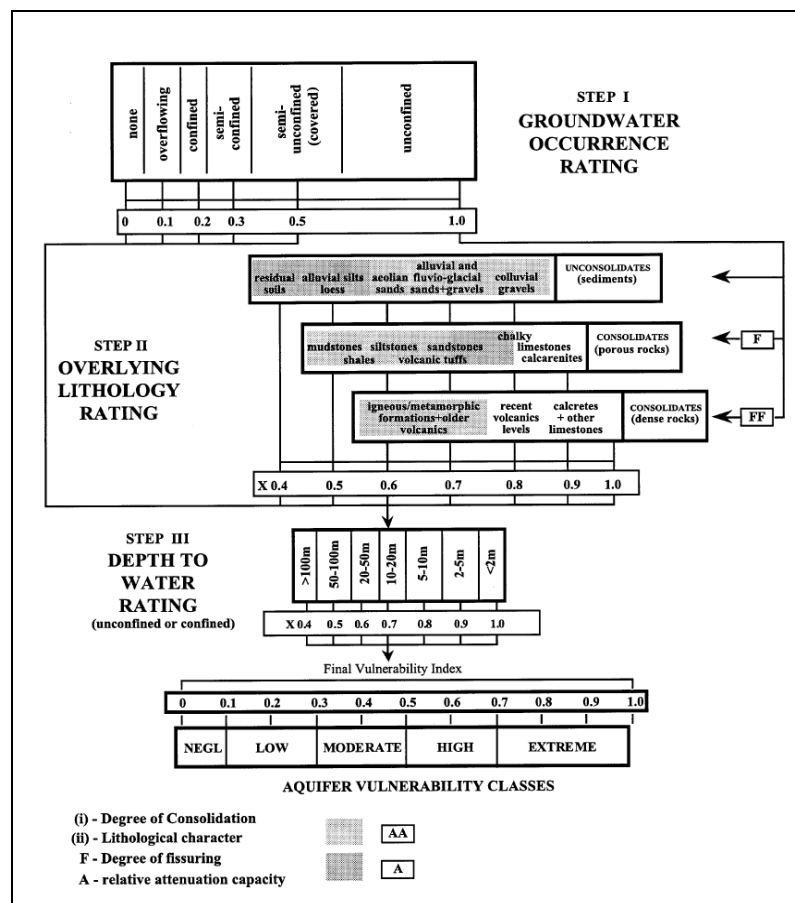 STEP I
GROUNDWATER
OCCURRENCE
RATING
none
overflowing
confined
semi-
confined
semi-
unconfined
(covered)
unconfined
0 0.1 0.2 0.3 0.5 1.0
STEP II
OVERLYING
LITHOLOGY
RATING
residual
soils
alluvial silts
loess
aeolian
sands
alluvial and
fluvio-glacial
sands+gravels
colluvial
gravels
UNCONSOLIDATES
(sediments)
mudstones
shales
siltstones
sandstones
volcanic tuffs
chalky
limestones
calcarenites
CONSOLIDATES
(porous rocks)
F
igneous/metamorphic
formations+older
volcanics
recent
volcanics
levels
calcretes
+ other
limestones
CONSOLIDATES
(dense rocks)
FF
X 0.4 0.5 0.6 0.7 0.8 0.9 1.0
STEP III
DEPTH TO
WATER
RATING
(unconfined or confined)
>100m
50-100m
20-50m
10-20m
5-10m
2-5m
<2m
X 0.4 0.5 0.6 0.7 0.8 0.9 1.0
Final Vulnerability Index
0 0.1 0.2 0.3 0.4 0.5 0.6 0.7 0.8 0.9 1.0
NEGL LOW MODERATE HIGH EXTREME
AQUIFER VULNERABILITY CLASSES
(i) - Degree of Consolidation
(ii) - Lithological character
F - Degree of fissuring
A - relative attenuation capacity
AA
A